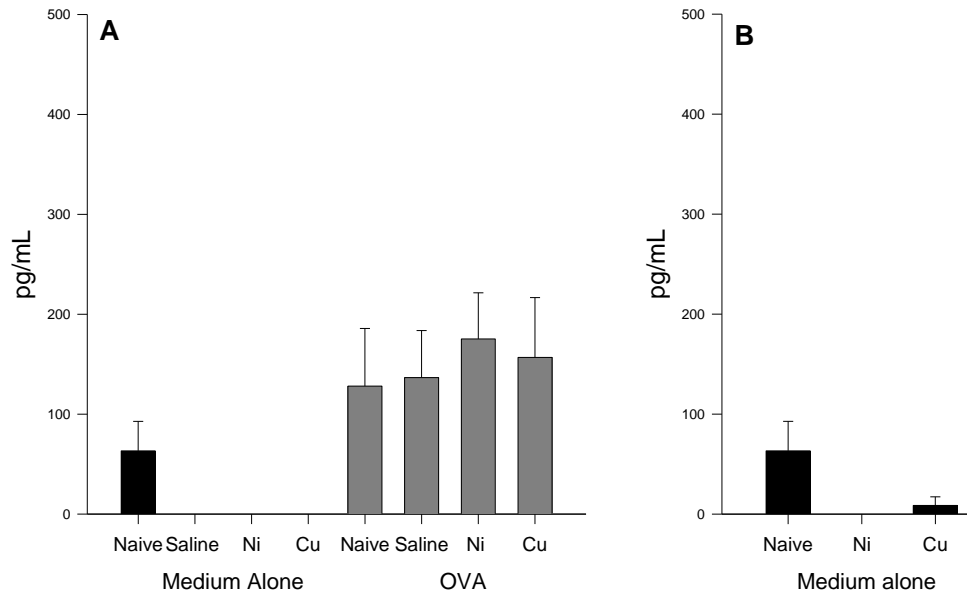 A
500
400
300
200
100
0
pg/mL
Naive Saline Ni Cu Naive Saline Ni Cu
Medium Alone OVA
B
500
400
300
200
100
0
pg/mL
Naive Ni Cu
Medium alone